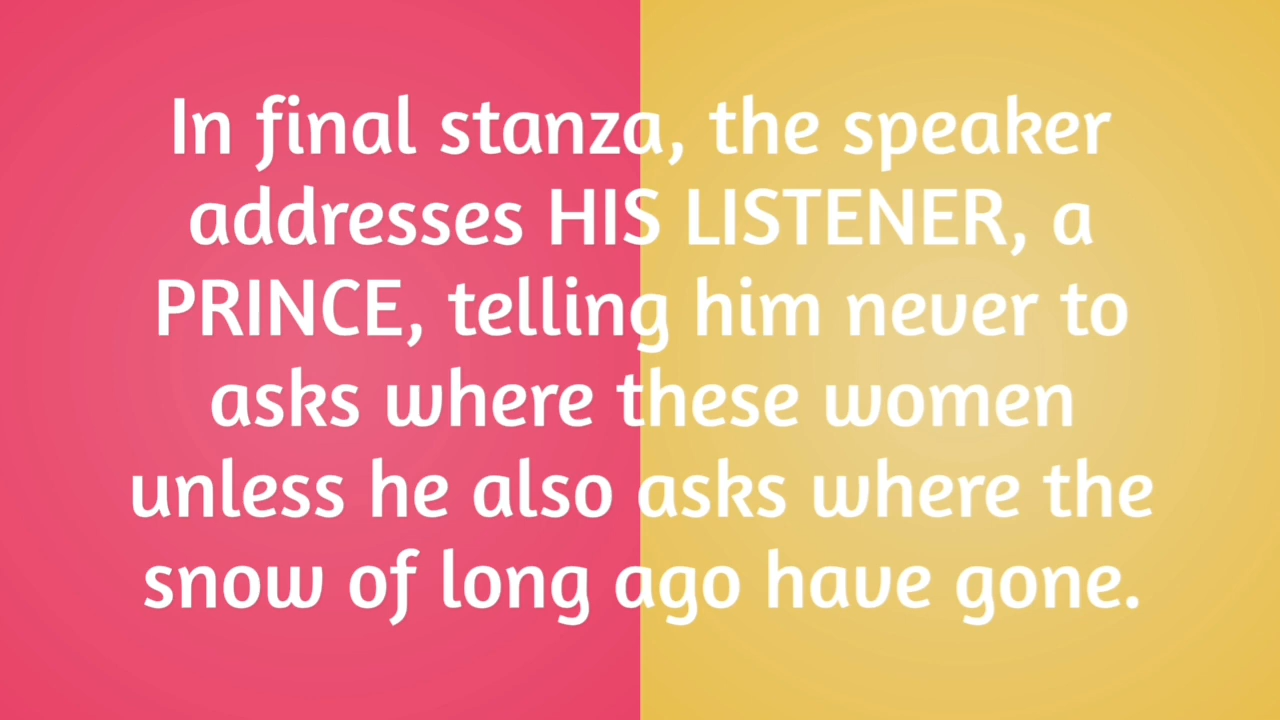 In final stanza, the speaker
addresses HIS LISTENER, a
PRINCE, telling him never to
asks where these women
unless he also asks where the
snow of long ago have gone.